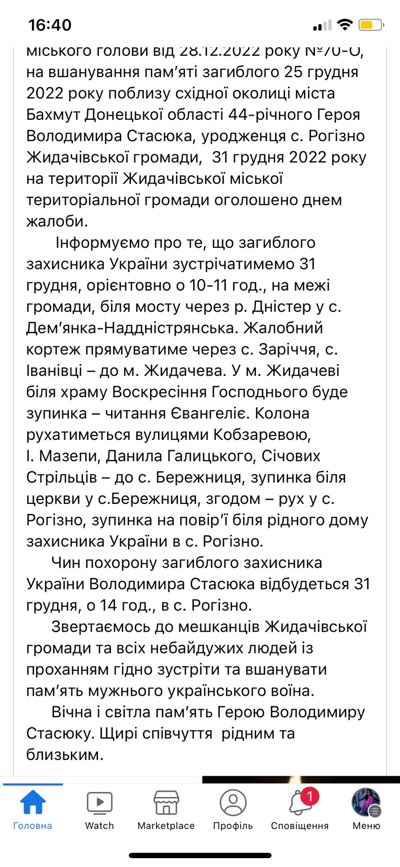 16:40
міського голови від 28.12.2022 року №70-О,
на вшанування пам’яті загиблого 25 грудня
2022 року поблизу східної околиці міста
Бахмут Донецької області 44-річного Героя
Володимира Стасюка, уродженця с. Рогізно
Жидачівської громади,  31 грудня 2022 року
на території Жидачівської міської
територіальної громади оголошено днем
жалоби.
Інформуємо про те, що загиблого
захисника України зустрічатимемо 31
грудня, орієнтовно о 10-11 год., на межі
громади, біля мосту через р. Дністер у с.
Дем’янка-Наддністрянська. Жалобний
кортеж прямуватиме через с. Заріччя, с.
Іванівці – до м. Жидачева. У м. Жидачеві
біля храму Воскресіння Господнього буде
зупинка – читання Євангеліє. Колона
рухатиметься вулицями Кобзаревою,
І. Мазепи, Данила Галицького, Січових
Стрільців – до с. Бережниця, зупинка біля
церкви у с.Бережниця, згодом – рух у с.
Рогізно, зупинка на повір’ї біля рідного дому
захисника України в с. Рогізно.
Чин похорону загиблого захисника
України Володимира Стасюка відбудеться 31
грудня, о 14 год., в с. Рогізно.
Звертаємось до мешканців Жидачівської
громади та всіх небайдужих людей із
проханням гідно зустріти та вшанувати
пам’ять мужнього українського воїна.
Вічна і світла пам’ять Герою Володимиру
Стасюку. Щирі співчуття  рідним та
близьким.
1
Головна Watch Marketplace Профіль Сповіщення Меню